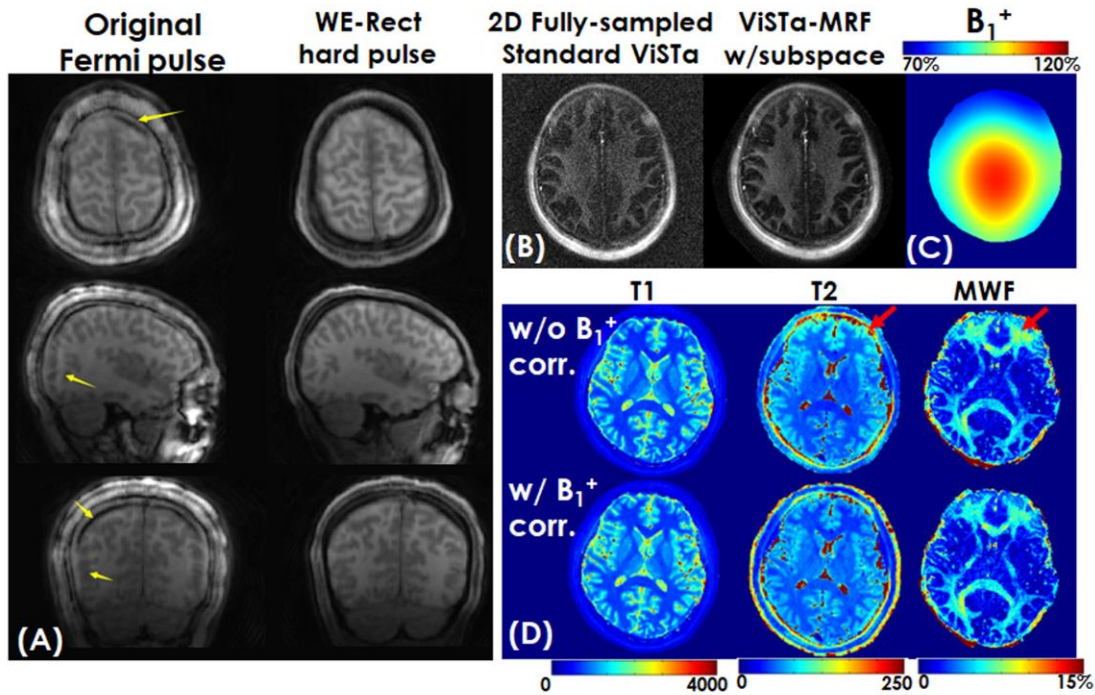 Original
Fermi pulse
WE-Rect
hard pulse
(A)
2D Fully-sampled
Standard ViSTa
ViSTa-MRF
w/subspace
B₁⁺
70%
120%
(B)
(C)
T1
T2
MWF
w/o B₁⁺
corr.
w/ B₁⁺
corr.
(D)
0
4000
0
250
0
15%